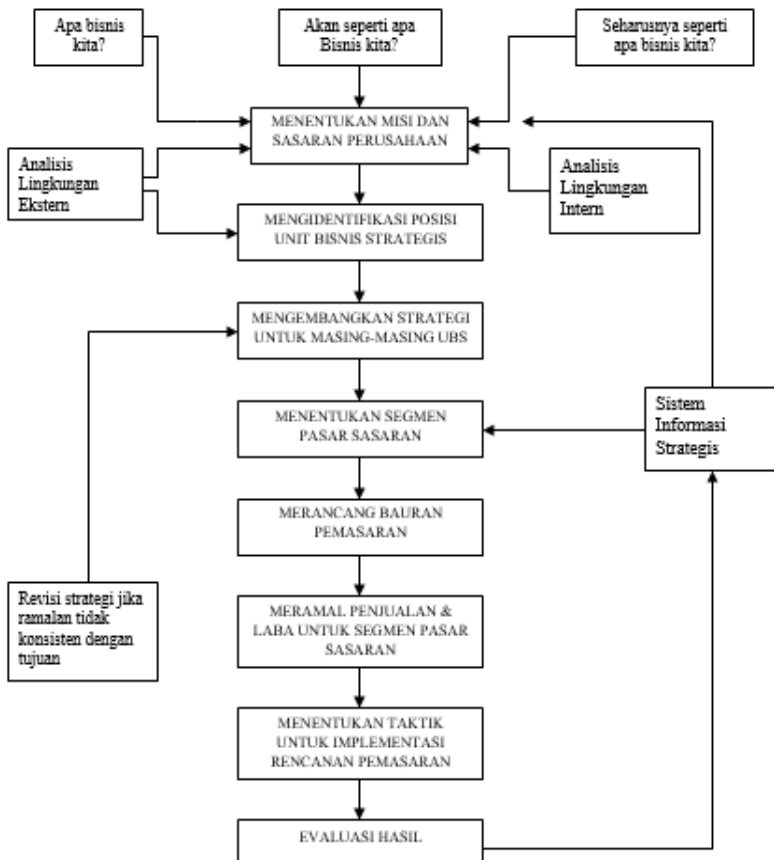 Apa bisnis
kita?
Akan seperti apa
Bisnis kita?
Seharusnya seperti
apa bisnis kita?
MENENTUKAN MISI DAN
SASARAN PERUSAHAAN
Analisis
Lingkungan
Ekstern
Analisis
Lingkungan
Intern
MENGIDENTIFIKASI POSISI
UNIT BISNIS STRATEGIS
MENGEMBANGKAN STRATEGI
UNTUK MASING-MASING UBS
MENENTUKAN SEGMEN
PASAR SASARAN
Sistem
Informasi
Strategis
MERANCANG BAURAN
PEMASARAN
Revisi strategi jika
ramalan tidak
konsisten dengan
tujuan
MERAMAL PENJUALAN &
LABA UNTUK SEGMEN PASAR
SASARAN
MENENTUKAN TAKTIK
UNTUK IMPLEMENTASI
RENCANAN PEMASARAN
EVALUASI HASIL